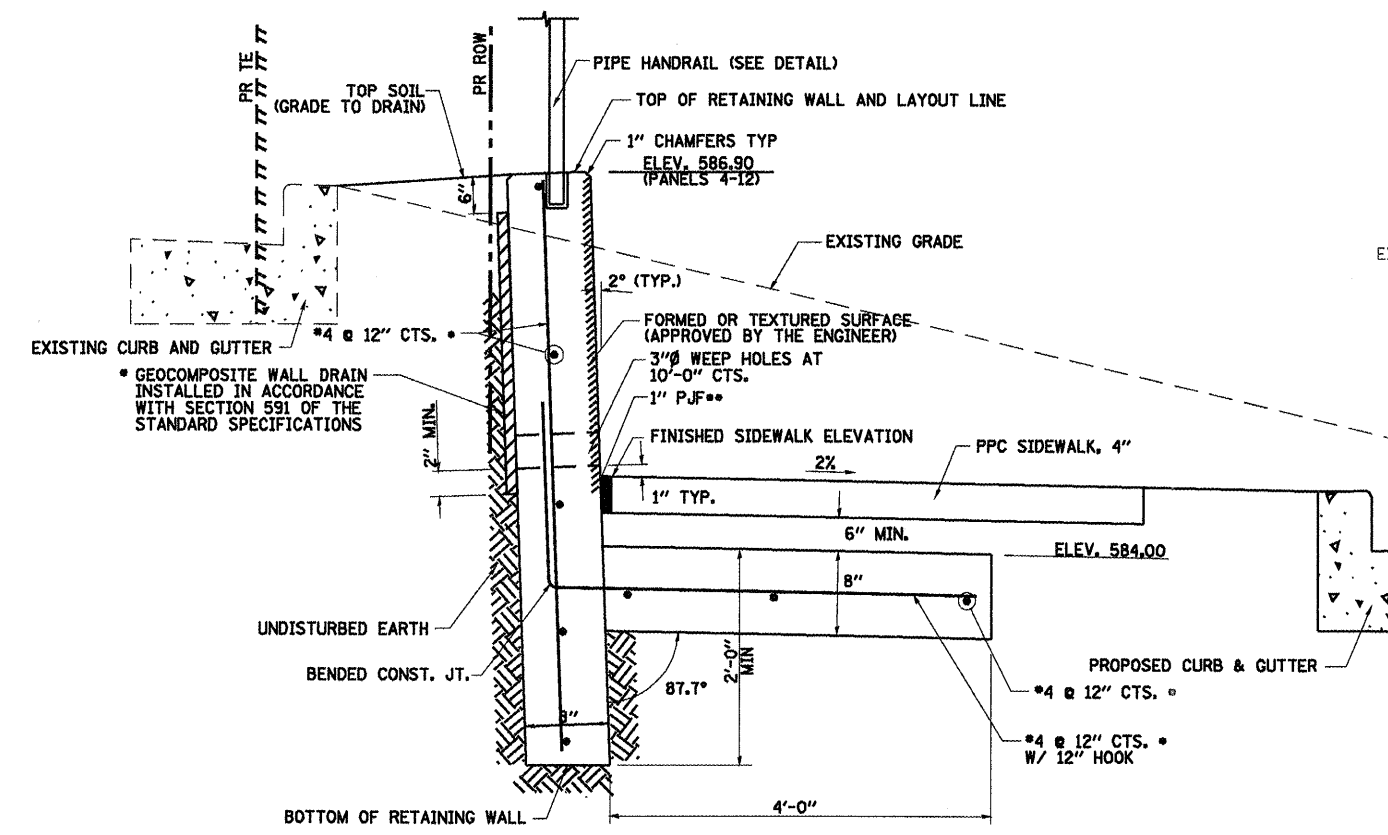 PR TE
PR ROW
PIPE HANDRAIL (SEE DETAIL)
TOP SOIL
(GRADE TO DRAIN)
TOP OF RETAINING WALL AND LAYOUT LINE
1" CHAMFERS TYP
ELEV. 586.90
(PANELS 4-12)
6"
EXISTING GRADE
2° (TYP.)
FORMED OR TEXTURED SURFACE
(APPROVED BY THE ENGINEER)
#4 @ 12" CTS. *
EXISTING CURB AND GUTTER
3"Ø WEEP HOLES AT
10'-0" CTS.
* GEOCOMPOSITE WALL DRAIN
INSTALLED IN ACCORDANCE
WITH SECTION 591 OF THE
STANDARD SPECIFICATIONS
1" PJF**
2" MIN.
FINISHED SIDEWALK ELEVATION
2%
PPC SIDEWALK, 4"
1" TYP.
6" MIN.
ELEV. 584.00
8"
UNDISTURBED EARTH
BENDED CONST. JT.
2'-0"
MIN
87.7°
PROPOSED CURB & GUTTER
#4 @ 12" CTS. *
8"
#4 @ 12" CTS. *
W/ 12" HOOK
4'-0"
BOTTOM OF RETAINING WALL